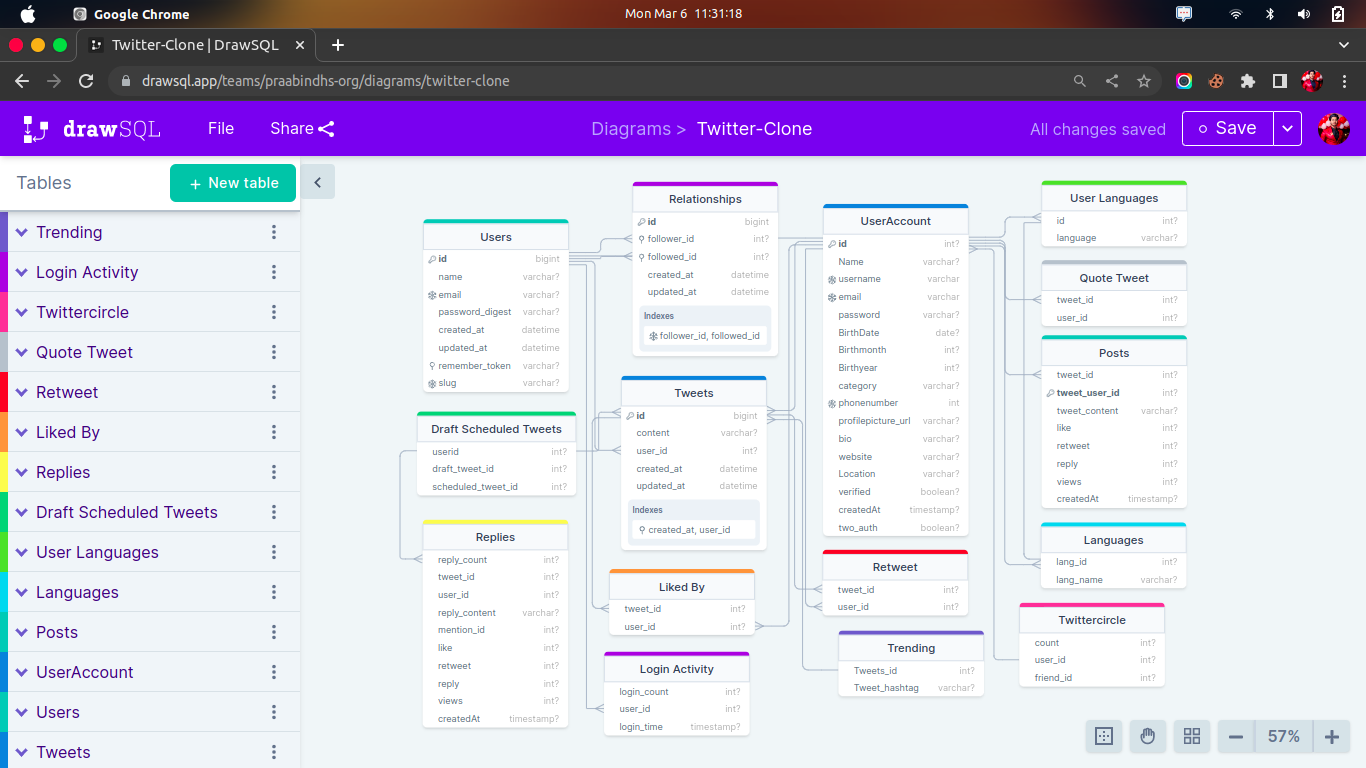 Google Chrome
Mon Mar 6 11:31:18
Twitter-Clone | DrawSQL
drawsql.app/teams/praabindhs-org/diagrams/twitter-clone
drawSQL
File
Share
Diagrams > Twitter-Clone
All changes saved
Save
Tables
+ New table
Trending
Login Activity
Twittercircle
Quote Tweet
Retweet
Liked By
Replies
Draft Scheduled Tweets
User Languages
Languages
Posts
UserAccount
Users
Tweets
Users
id bigint
name varchar?
email varchar?
password_digest varchar?
created_at datetime
updated_at datetime
remember_token varchar?
slug varchar?
Draft Scheduled Tweets
userid int?
draft_tweet_id int?
scheduled_tweet_id int?
Replies
reply_count int?
tweet_id int?
user_id int?
reply_content varchar?
mention_id int?
like int?
retweet int?
reply int?
views int?
createdAt timestamp?
Relationships
id bigint
follower_id int?
followed_id int?
created_at datetime
updated_at datetime
Indexes
follower_id, followed_id
Tweets
id bigint
content varchar?
user_id int?
created_at datetime
updated_at datetime
Indexes
created_at, user_id
Liked By
tweet_id int?
user_id int?
Login Activity
login_count int?
user_id int?
login_time timestamp?
UserAccount
id int?
Name varchar?
username varchar
email varchar
password varchar?
BirthDate date?
Birthmonth int?
Birthyear int?
category varchar?
phonenumber int
profilepicture_url varchar?
bio varchar?
website varchar?
Location varchar?
verified boolean?
createdAt timestamp?
two_auth boolean?
Retweet
tweet_id int?
user_id int?
Trending
Tweets_id int?
Tweet_hashtag varchar?
User Languages
id int?
language varchar?
Quote Tweet
tweet_id int?
user_id int?
Posts
tweet_id int?
tweet_user_id int?
tweet_content varchar?
like int?
retweet int?
reply int?
views int?
createdAt timestamp?
Languages
lang_id int?
lang_name varchar?
Twittercircle
count int?
user_id int?
friend_id int?
57%